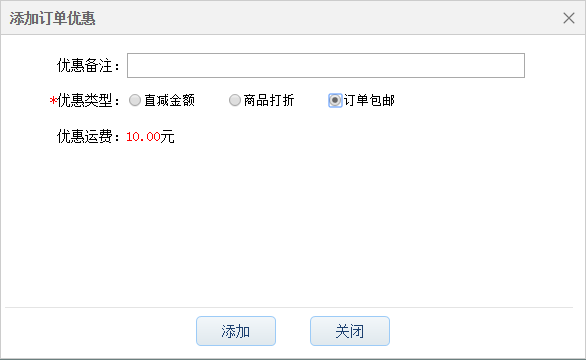 添加订单优惠
优惠备注：
*优惠类型： 直减金额 商品打折 订单包邮
优惠运费：10.00元
添加 关闭